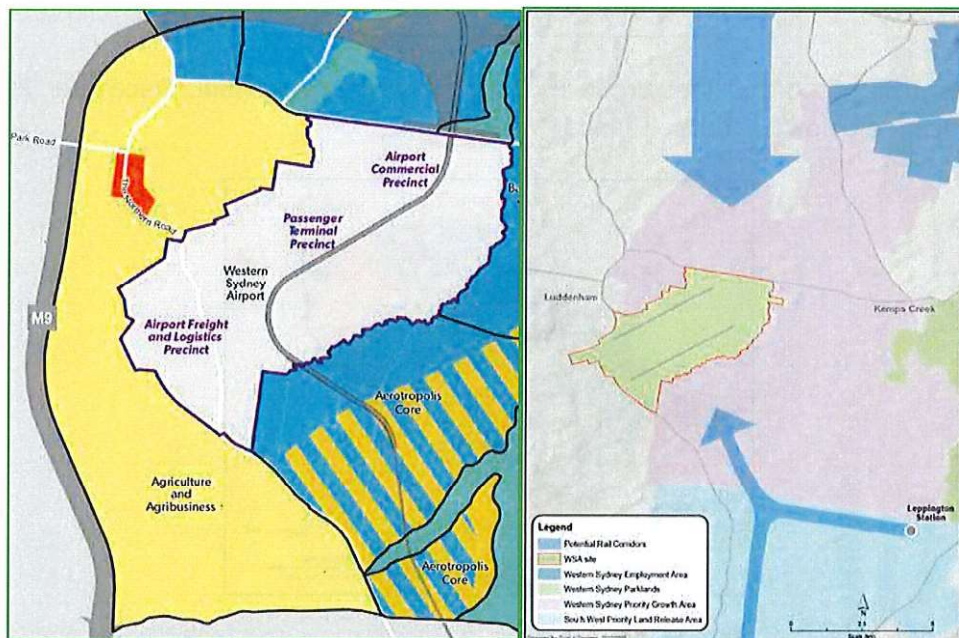 Park Road
The Northern Road
M9
Airport
Commercial
Precinct
Passenger
Terminal
Precinct
Western
Sydney
Airport
Airport Freight
and Logistics
Precinct
Aerotropolis
Core
Agriculture
and
Agribusiness
Aerotropolis
Core
Luddenham
Kemps Creek
Leppington
Station
Legend
Potential Rail Corridors
WSA site
Western Sydney Employment Area
Western Sydney Parklands
Western Sydney Priority Growth Area
South West Priority Land Release Area
N